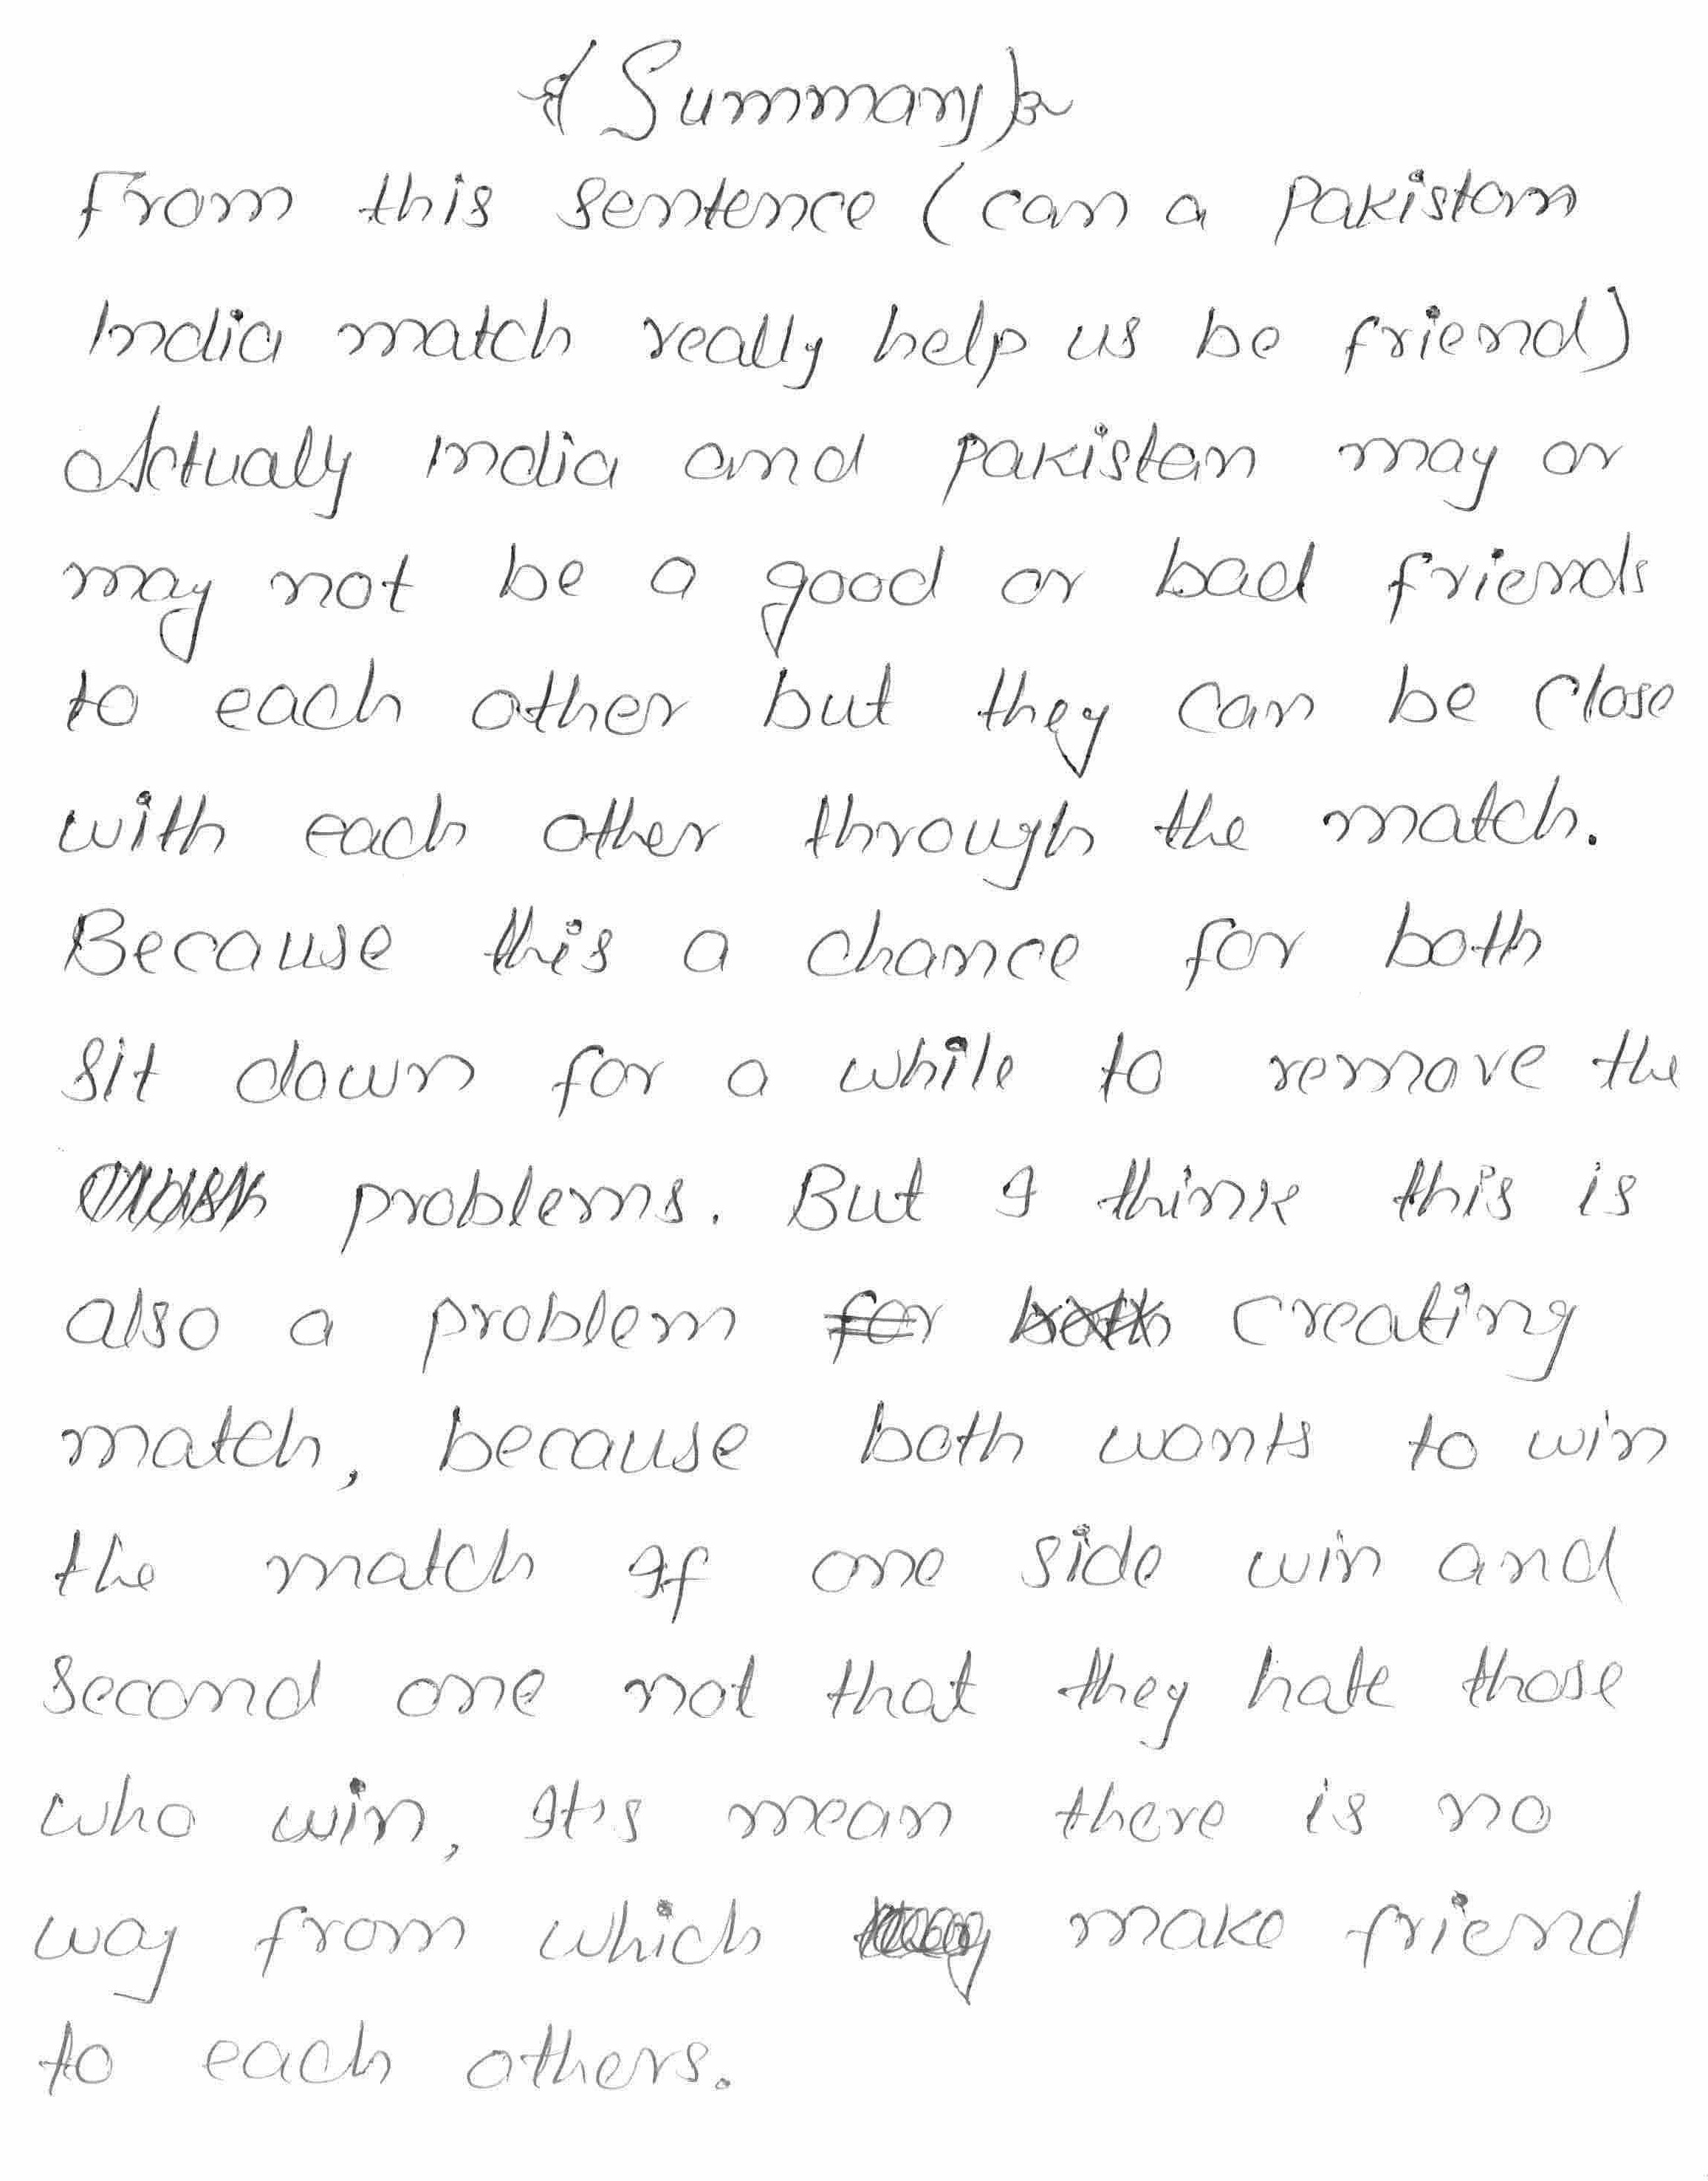 {Summary}
From this sentence (can a Pakistan
India match really help us be friend)
Actualy India and Pakistan may or
may not be a good or bad friends
to each other but they can be close
with each other through the match.
Because this a chance for both
sit down for a while to remove the
problems. But I think this is
also a problem for both creating
match, because both wants to win
the match If one side win and
second one not that they hate those
who win, It's mean there is no
way from which make friend
to each others.